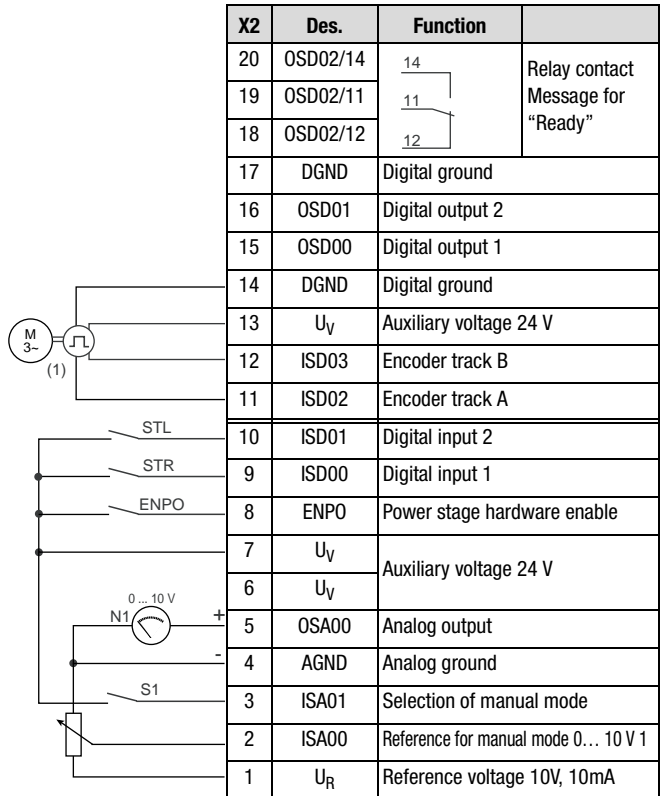 X2 Des. Function
20 OSD02/14 14 Relay contact
19 OSD02/11 11 Message for
18 OSD02/12 12 “Ready”
17 DGND Digital ground
16 OSD01 Digital output 2
15 OSD00 Digital output 1
14 DGND Digital ground
M 3~ 13 UV Auxiliary voltage 24 V
(1) 12 ISD03 Encoder track B
11 ISD02 Encoder track A
STL 10 ISD01 Digital input 2
STR 9 ISD00 Digital input 1
ENPO 8 ENPO Power stage hardware enable
7 UV Auxiliary voltage 24 V
6 UV
0 ... 10 V
N1 + 5 OSA00 Analog output
- 4 AGND Analog ground
S1 3 ISA01 Selection of manual mode
2 ISA00 Reference for manual mode 0… 10 V 1
1 UR Reference voltage 10V, 10mA